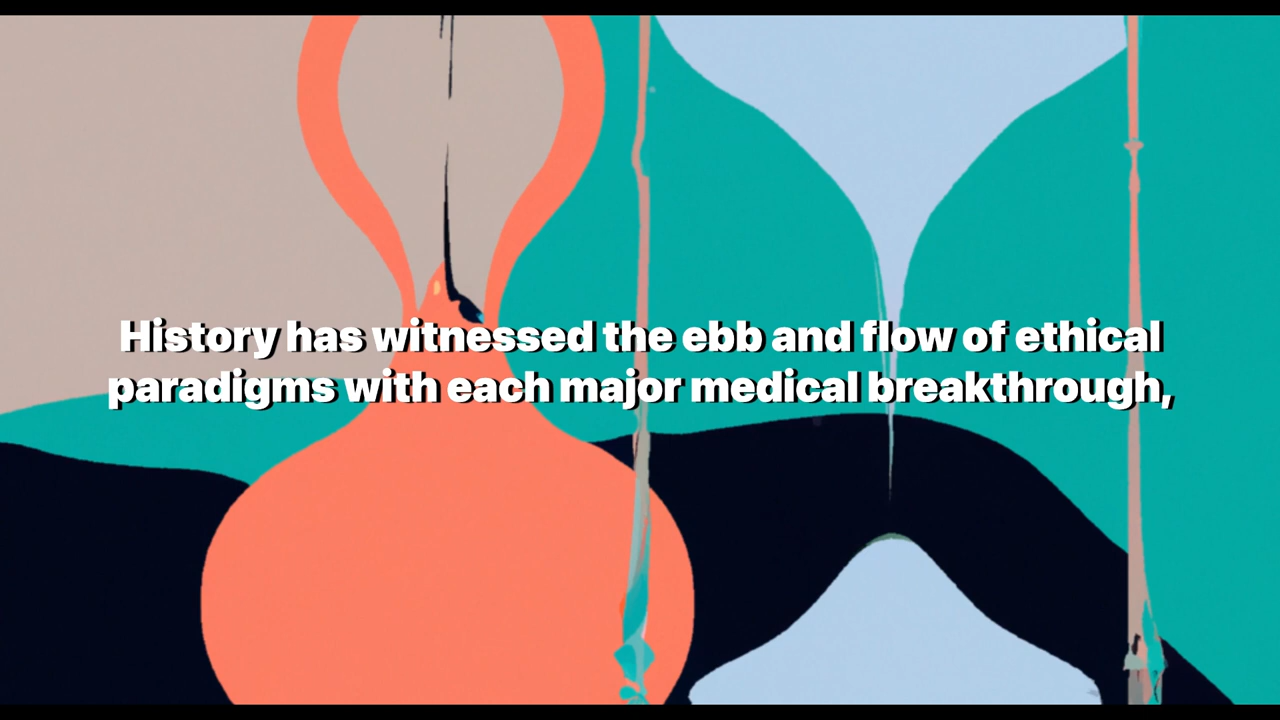 History has witnessed the ebb and flow of ethical
paradigms with each major medical breakthrough,